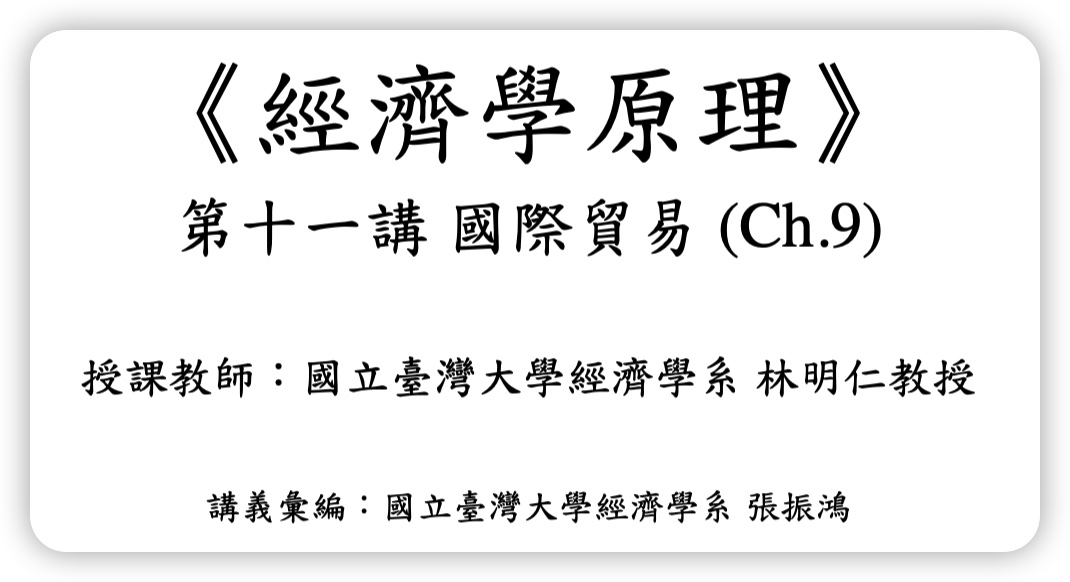 《經濟學原理》
第十一講 國際貿易 (Ch.9)
授課教師：國立臺灣大學經濟學系 林明仁教授
講義彙編：國立臺灣大學經濟學系 張振鴻